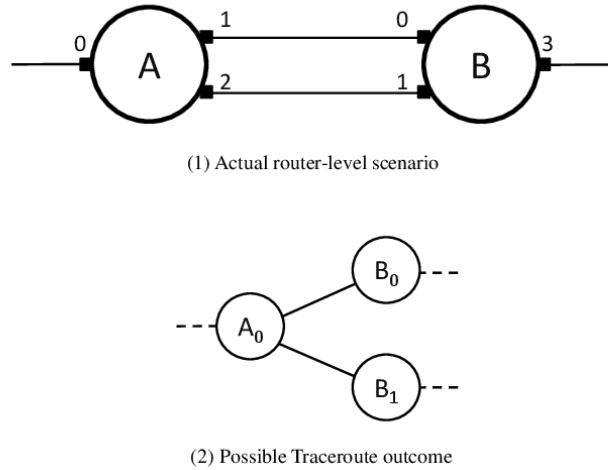 0 A 1 0 B 3
2 1
(1) Actual router-level scenario
B₀
A₀
B₁
(2) Possible Traceroute outcome